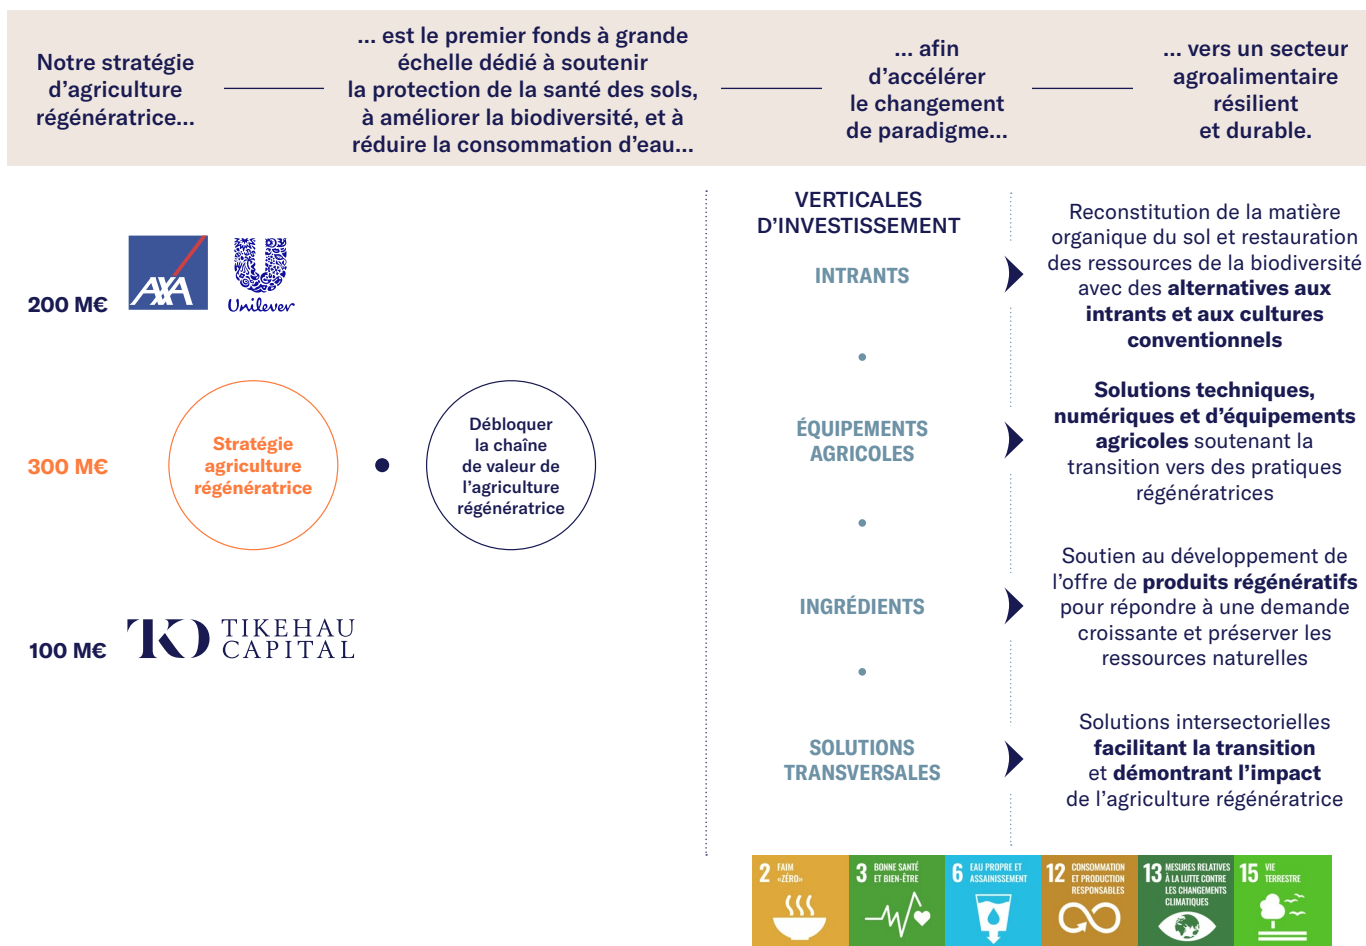 Notre stratégie
d’agriculture
régénératrice...
... est le premier fonds à grande
échelle dédié à soutenir
la protection de la santé des sols,
à améliorer la biodiversité, et à
réduire la consommation d’eau...
... afin
d’accélérer
le changement
de paradigme...
... vers un secteur
agroalimentaire
résilient
et durable.
200 M€
AXA
Unilever
300 M€
Stratégie
agriculture
régénératrice
Débloquer
la chaîne
de valeur de
l’agriculture
régénératrice
100 M€
TIKEHAU
CAPITAL
VERTICALES
D’INVESTISSEMENT
INTRANTS
Reconstitution de la matière
organique du sol et restauration
des ressources de la biodiversité
avec des alternatives aux
intrants et aux cultures
conventionnels
ÉQUIPEMENTS
AGRICOLES
Solutions techniques,
numériques et d’équipements
agricoles soutenant la
transition vers des pratiques
régénératrices
INGRÉDIENTS
Soutien au développement de
l’offre de produits régénératifs
pour répondre à une demande
croissante et préserver les
ressources naturelles
SOLUTIONS
TRANSVERSALES
Solutions intersectorielles
facilitant la transition
et démontrant l’impact
de l’agriculture régénératrice
2 FAIM
«ZÉRO»
3 BONNE SANTÉ
ET BIEN-ÊTRE
6 EAU PROPRE ET
ASSAINISSEMENT
12 CONSOMMATION
ET PRODUCTION
RESPONSABLES
13 MESURES RELATIVES
À LA LUTTE CONTRE
LES CHANGEMENTS
CLIMATIQUES
15 VIE
TERRESTRE